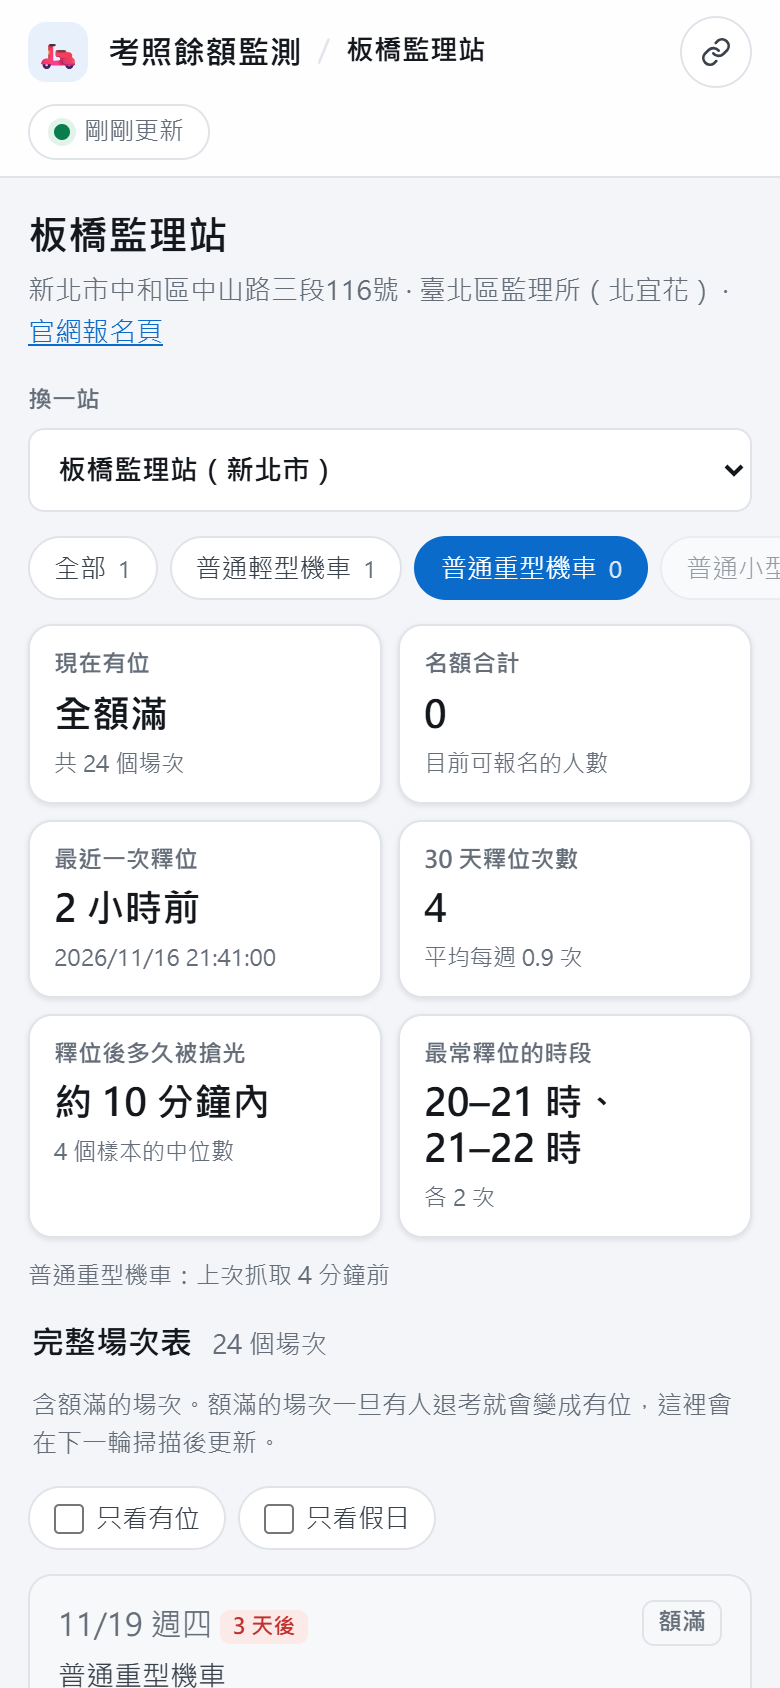 考照餘額監測 / 板橋監理站
剛剛更新
板橋監理站
新北市中和區中山路三段116號 · 臺北區監理所（北宜花） ·
官網報名頁
換一站
板橋監理站（新北市）
全部 1 普通輕型機車 1 普通重型機車 0 普通小型
現在有位
全額滿
共 24 個場次
名額合計
0
目前可報名的人數
最近一次釋位
2 小時前
2026/11/16 21:41:00
30 天釋位次數
4
平均每週 0.9 次
釋位後多久被搶光
約 10 分鐘內
4 個樣本的中位數
最常釋位的時段
20–21 時、
21–22 時
各 2 次
普通重型機車：上次抓取 4 分鐘前
完整場次表 24 個場次
含額滿的場次。額滿的場次一旦有人退考就會變成有位，這裡會
在下一輪掃描後更新。
只看有位 只看假日
11/19 週四 3 天後 額滿
普通重型機車